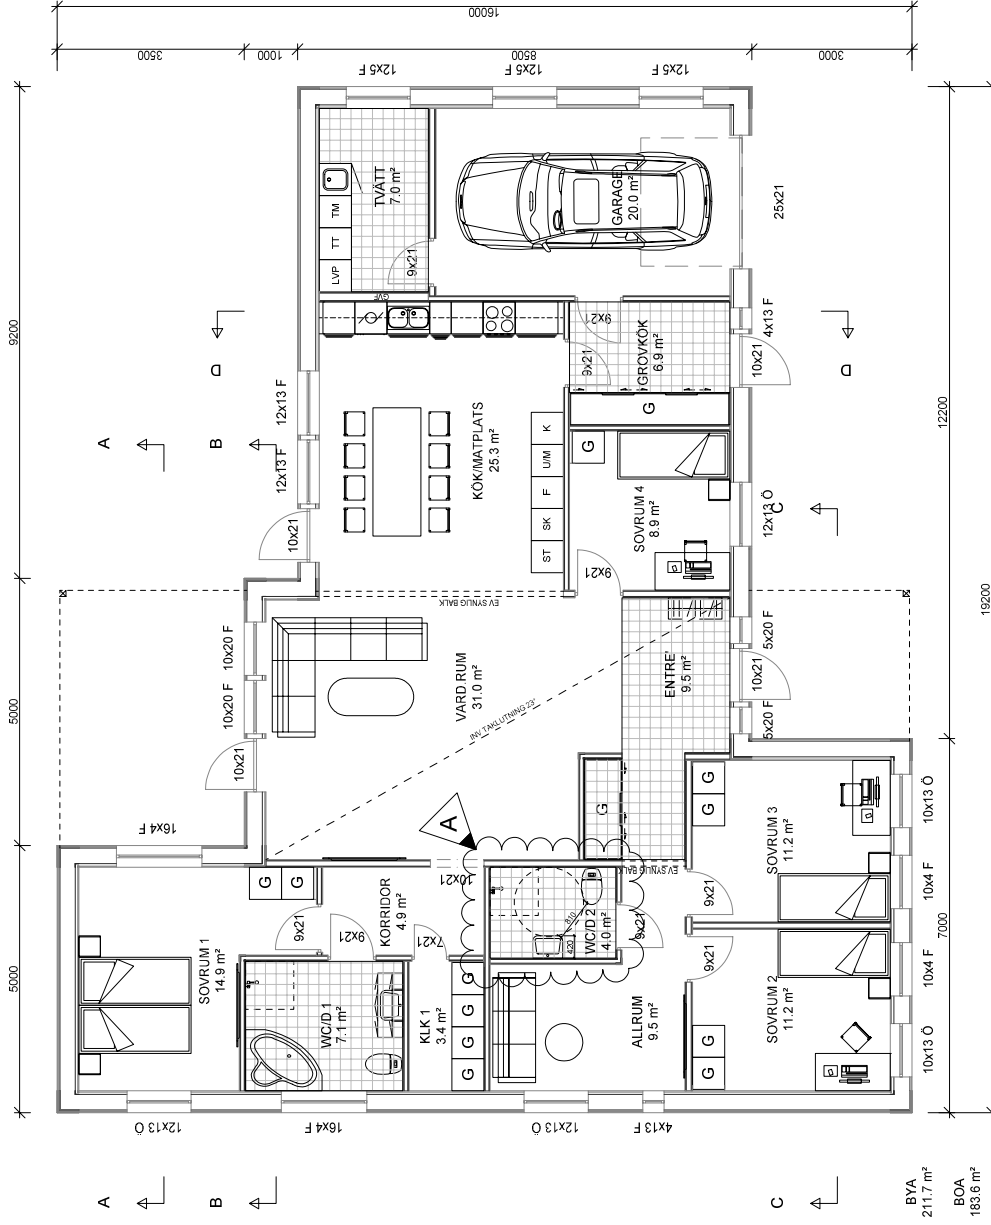 16000
3500
1000
8500
3000
12x5 F
12x5 F
12x5 F
TVÄTT
7.0 m²
TM
TT
LVP
GVF
9x21
GARAGE
20.0 m²
25x21
9200
D
D
9x21
9x21
GROVKÖK
6.9 m²
4x13 F
10x21
G
12x13 F
12x13 F
10x21
A
B
KÖK/MATPLATS
25.3 m²
K
U/M
F
SK
ST
G
SOVRUM 4
8.9 m²
9x21
12x13 Ö
C
12200
19200
EV SYNLIG BALK
10x20 F
10x20 F
10x21
5000
VARD.RUM
31.0 m²
INV TAKLUTNING 23°
ENTRE'
9.5 m²
5x20 F
10x21
5x20 F
16x4 F
A
G
10x21
EV SYNLIG BALK
G
G
SOVRUM 3
11.2 m²
10x13 Ö
10x4 F
9x21
7000
G
G
SOVRUM 1
14.9 m²
9x21
KORRIDOR
4.9 m²
9x21
7x21
WC/D 2
4.0 m²
810
420
9x21
5000
WC/D 1
7.1 m²
KLK 1
3.4 m²
G
G
G
G
ALLRUM
9.5 m²
9x21
G
G
SOVRUM 2
11.2 m²
10x4 F
10x13 Ö
12x13 Ö
16x4 F
12x13 Ö
4x13 F
A
B
C
BYA
211.7 m²
BOA
183.6 m²